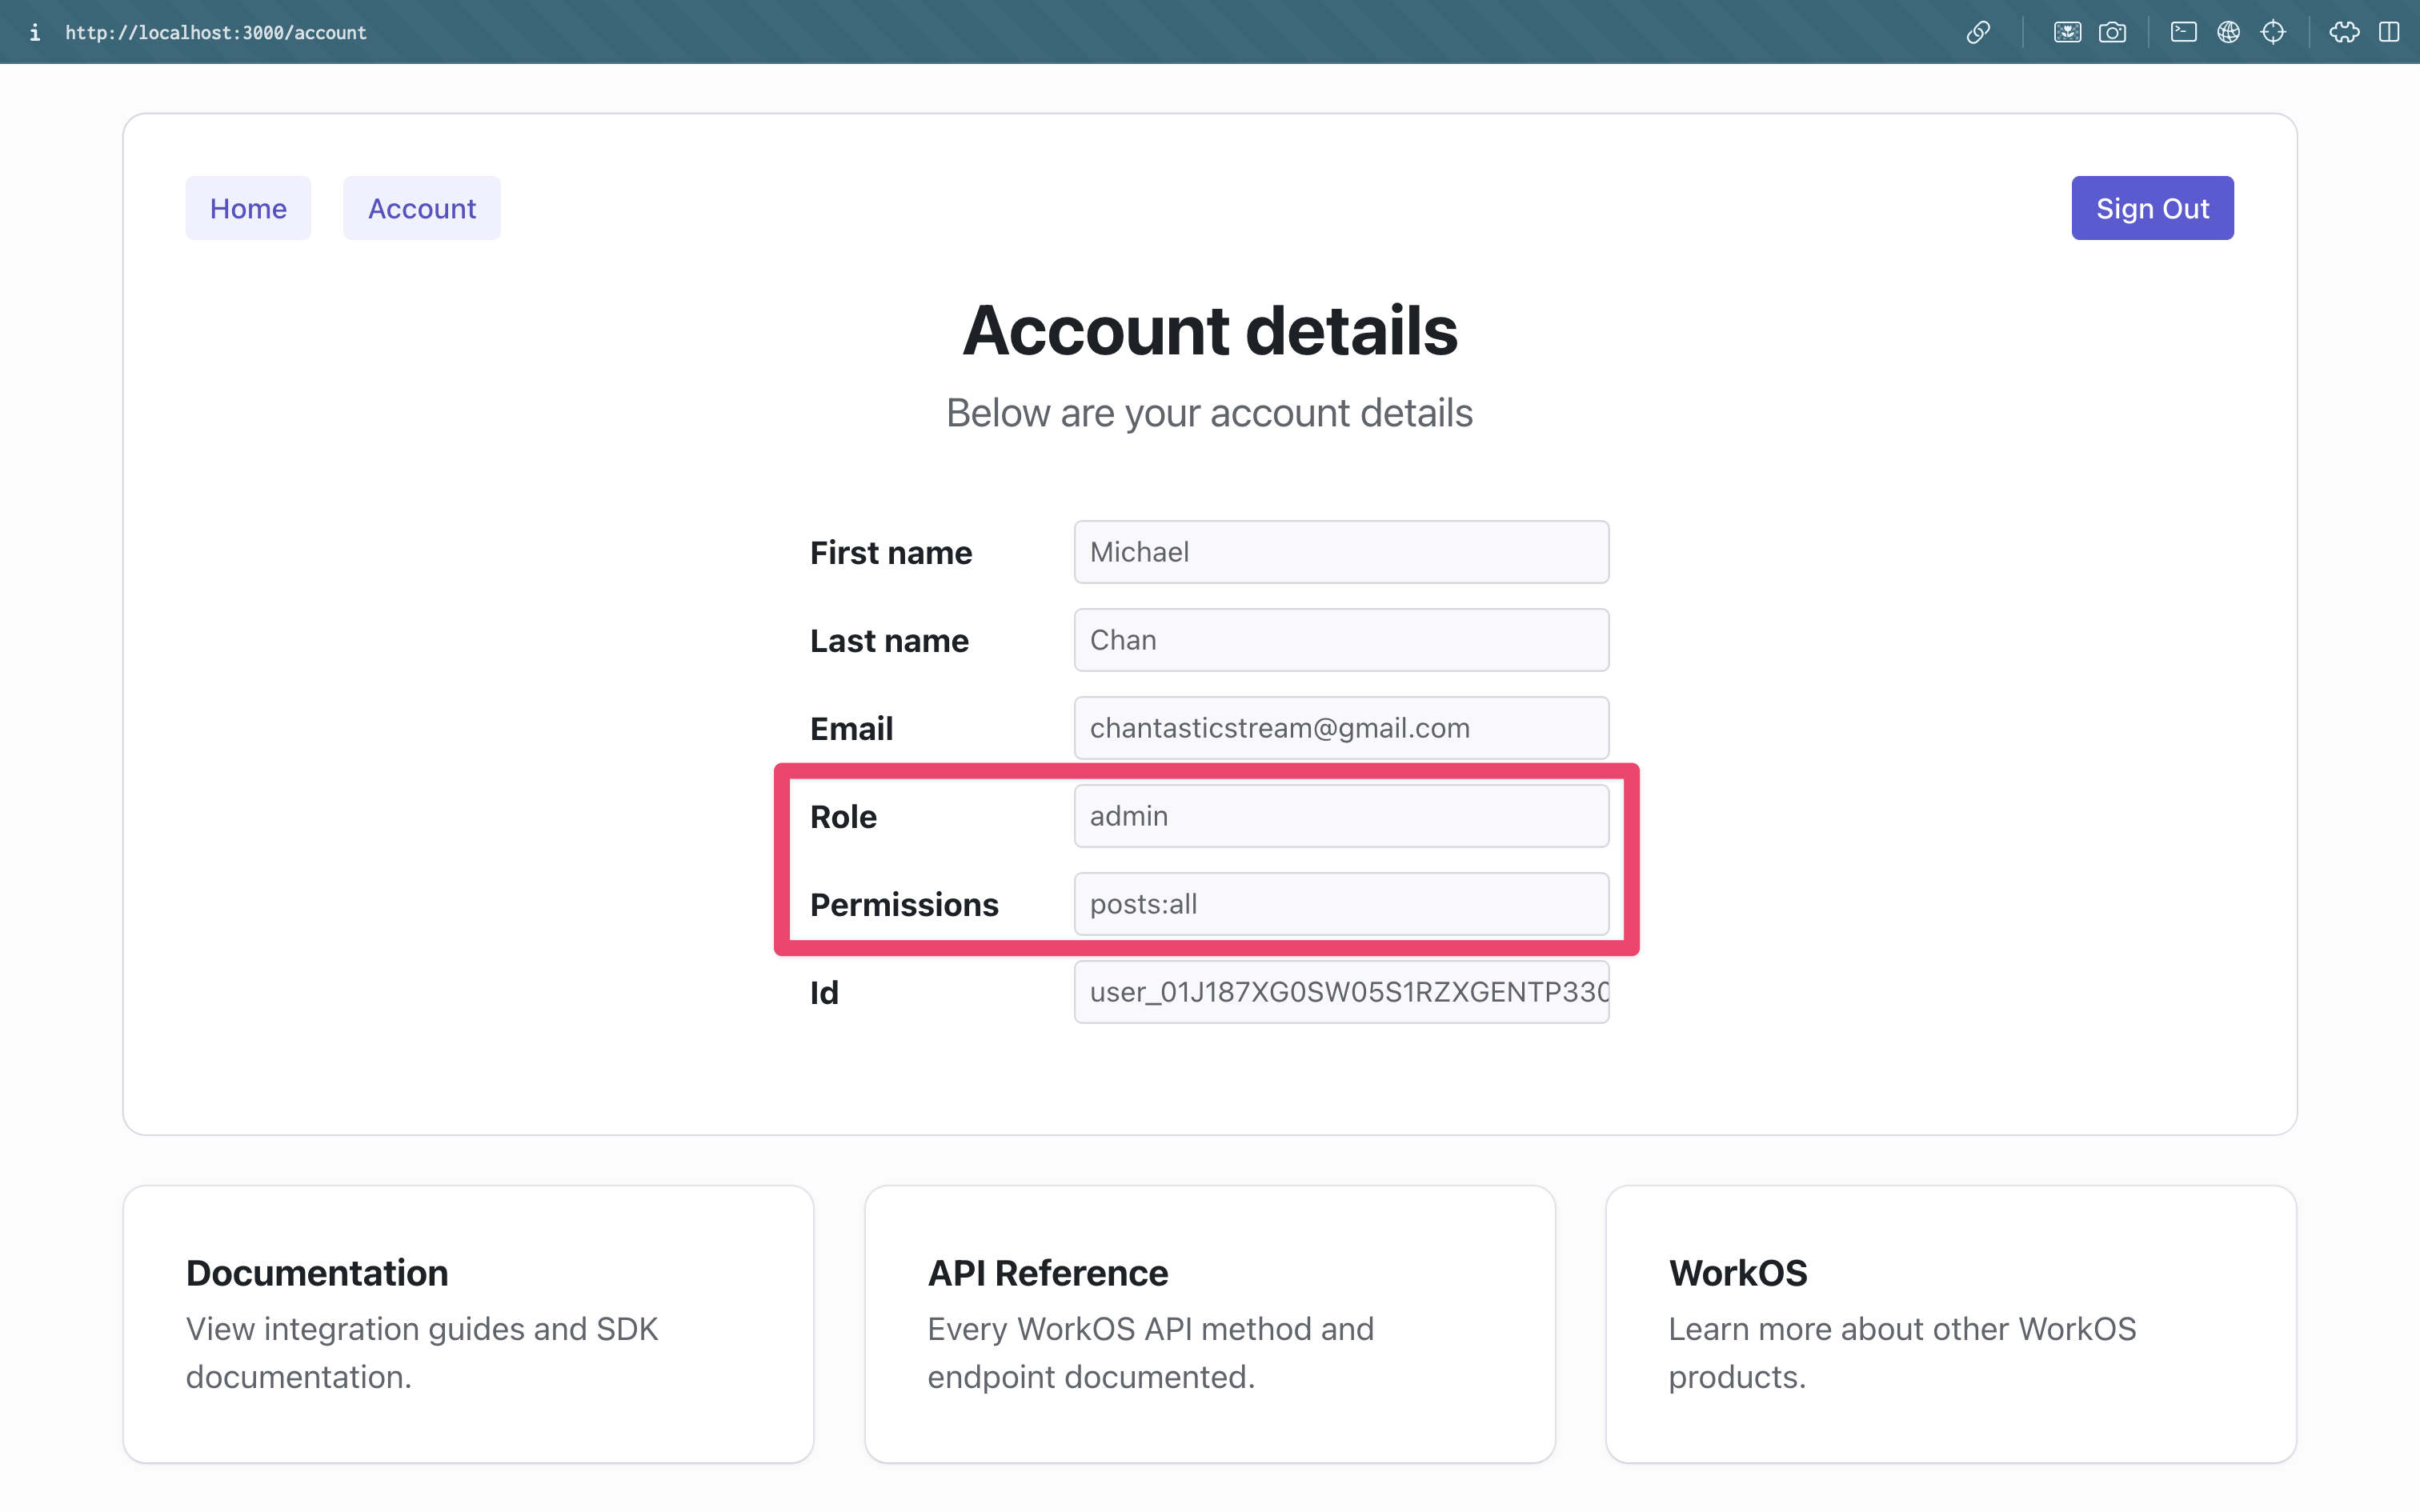 http://localhost:3000/account
Home
Account
Sign Out
Account details
Below are your account details
First name
Michael
Last name
Chan
Email
chantasticstream@gmail.com
Role
admin
Permissions
posts:all
Id
user_01J187XG0SW05S1RZXGENTP330
Documentation
View integration guides and SDK
documentation.
API Reference
Every WorkOS API method and
endpoint documented.
WorkOS
Learn more about other WorkOS
products.